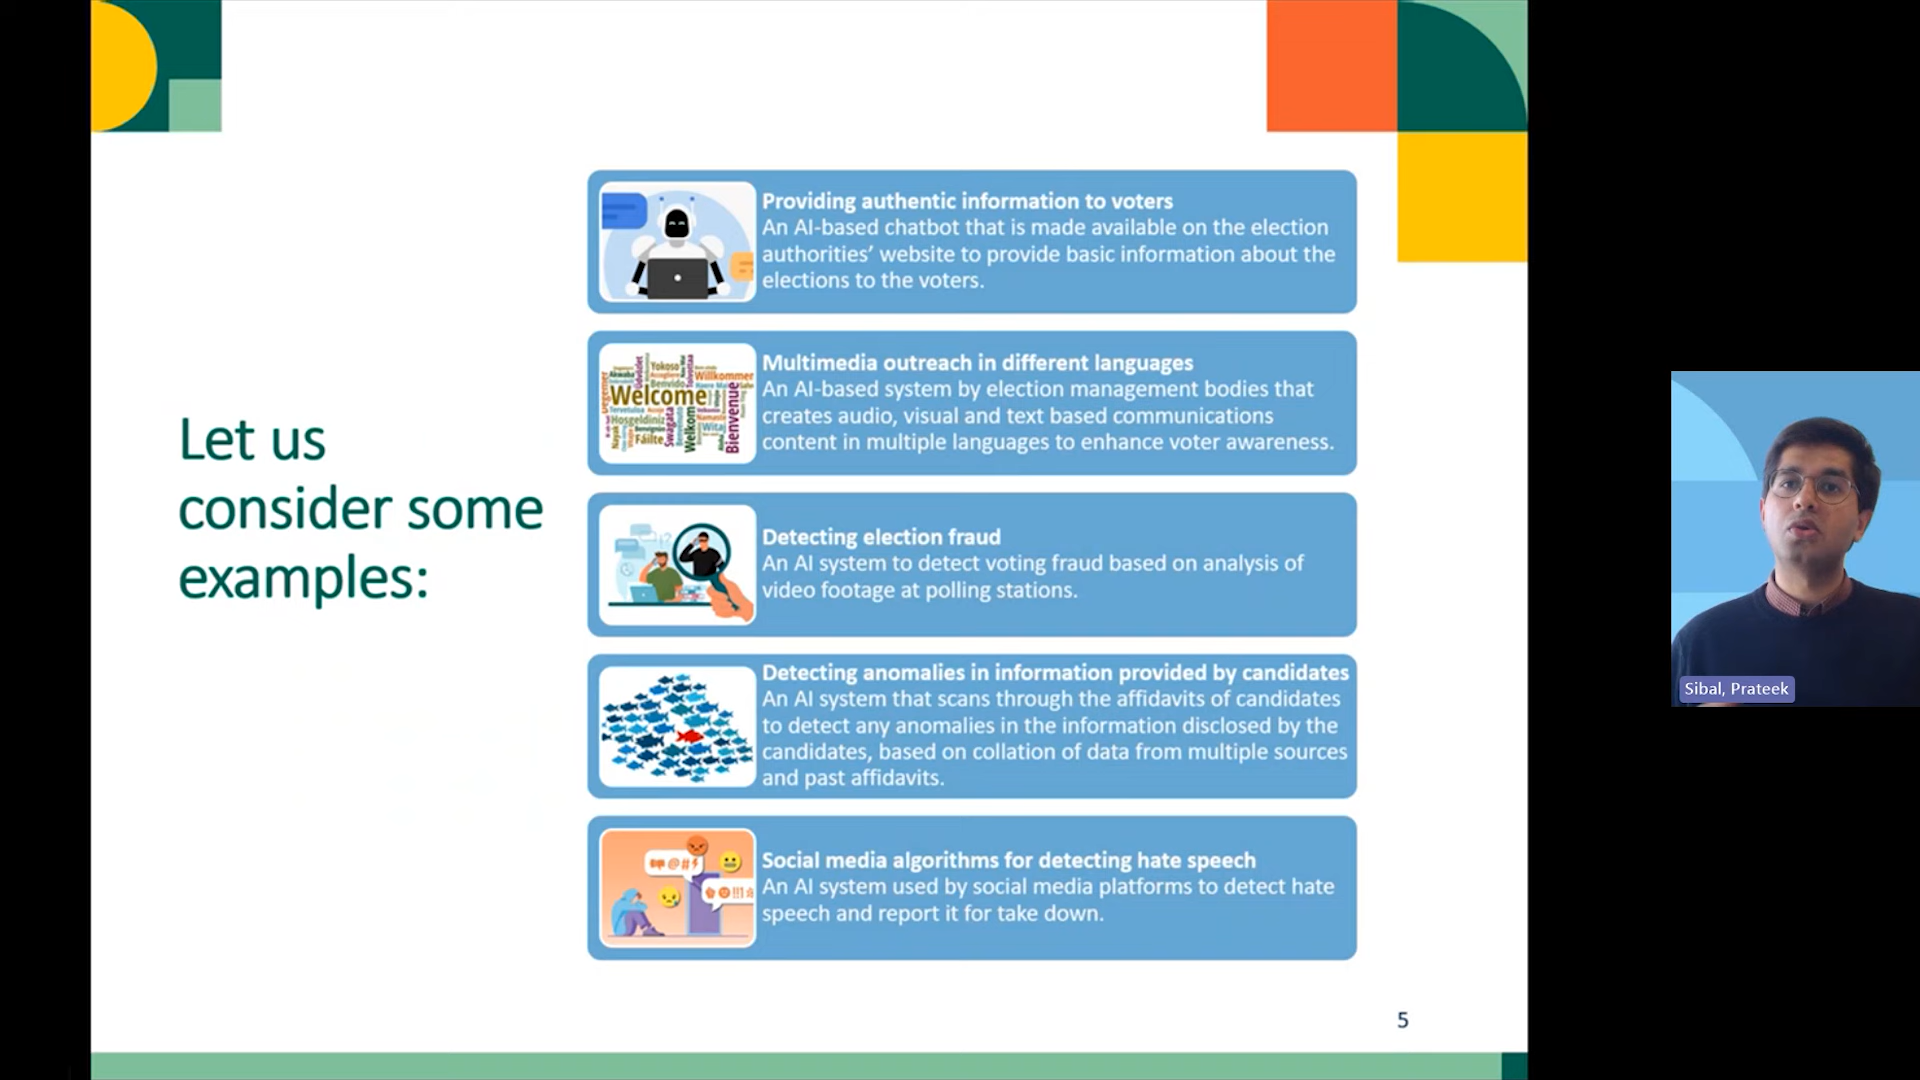 Let us
consider some
examples:
Providing authentic information to voters
An AI-based chatbot that is made available on the election
authorities’ website to provide basic information about the
elections to the voters.
Welcome
Yokoso
Willkommen
Bienvenue
Hosgeldiniz
Fáilte
Swagata
Welkom
Witaj
Namaste
Multimedia outreach in different languages
An AI-based system by election management bodies that
creates audio, visual and text based communications
content in multiple languages to enhance voter awareness.
Detecting election fraud
An AI system to detect voting fraud based on analysis of
video footage at polling stations.
Detecting anomalies in information provided by candidates
An AI system that scans through the affidavits of candidates
to detect any anomalies in the information disclosed by the
candidates, based on collation of data from multiple sources
and past affidavits.
Social media algorithms for detecting hate speech
An AI system used by social media platforms to detect hate
speech and report it for take down.
5
Sibal, Prateek